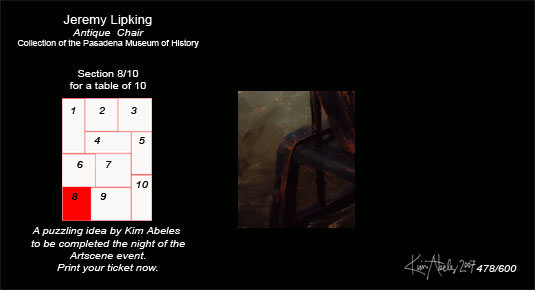 Jeremy Lipking
Antique Chair
Collection of the Pasadena Museum of History
Section 8/10
for a table of 10
1 2 3
4 5
6 7
10
8 9
A puzzling idea by Kim Abeles
to be completed the night of the
Artscene event.
Print your ticket now.
Kim Abeles 2007 478/600